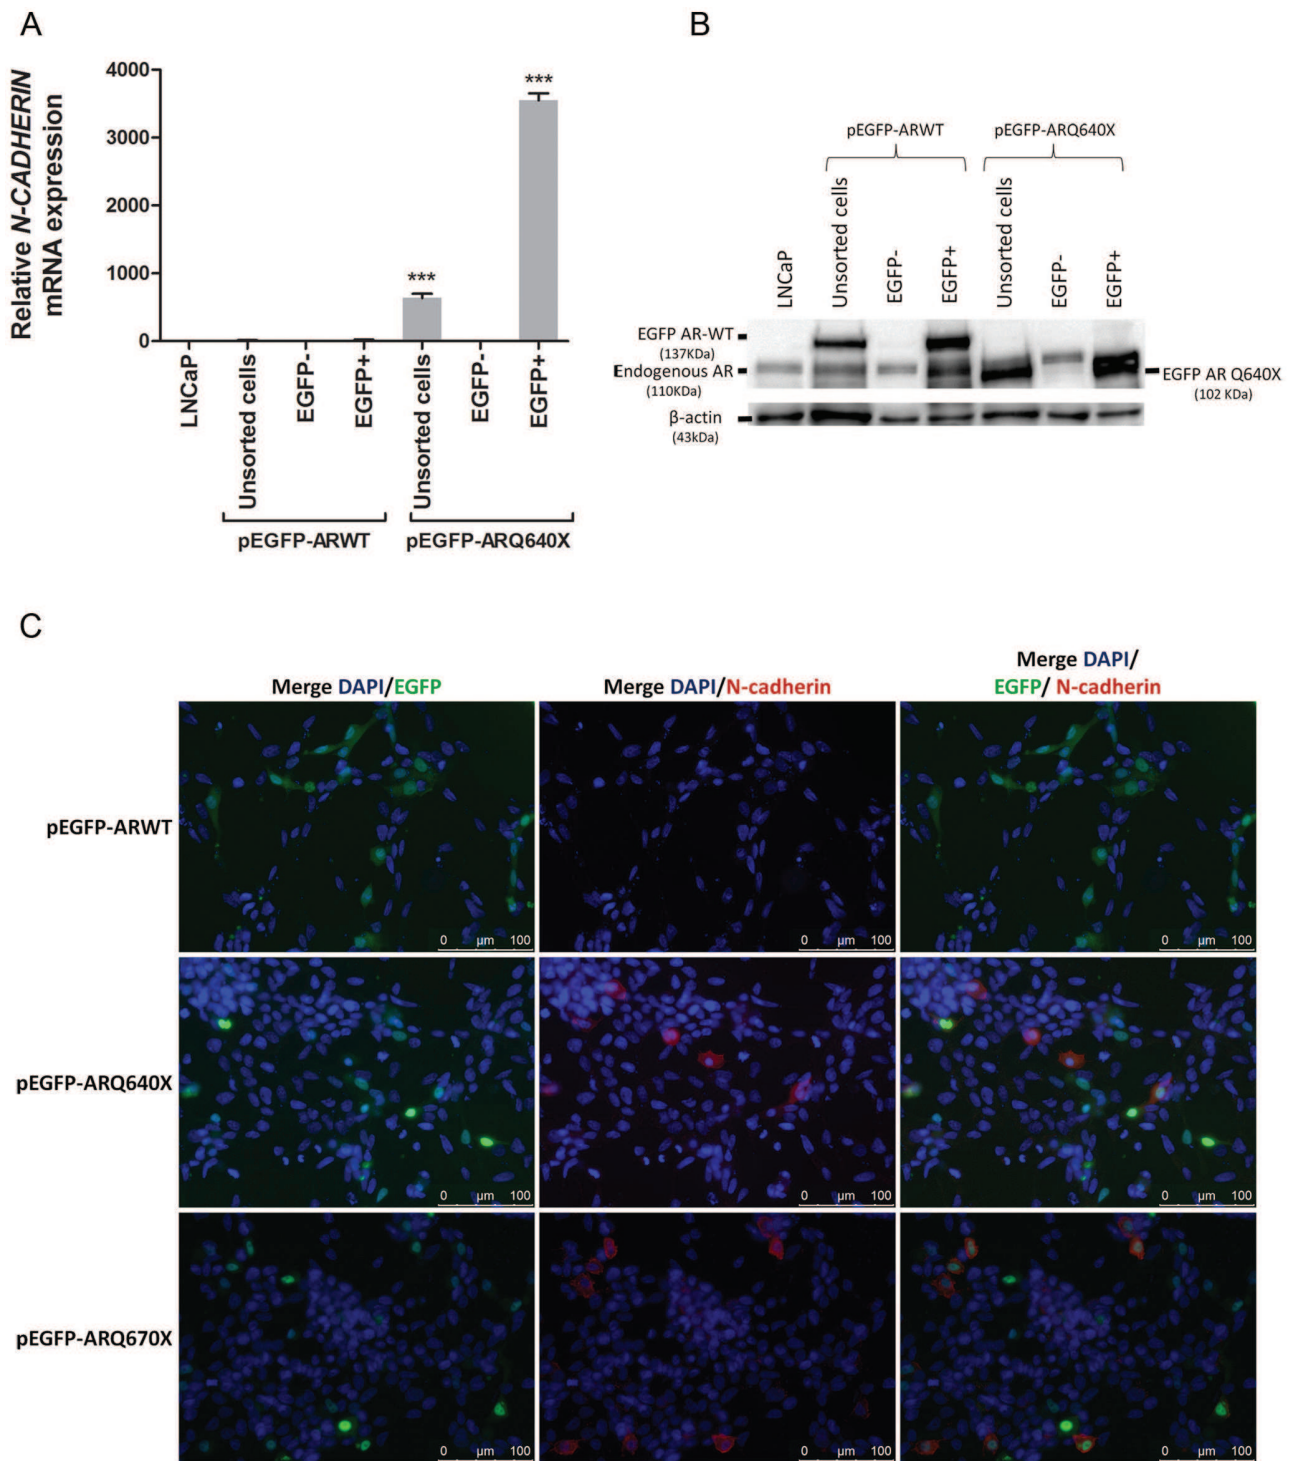 A
Relative N-CADHERIN
mRNA expression
4000
3000
2000
1000
0
***
***
LNCaP
Unsorted cells
EGFP-
EGFP+
Unsorted cells
EGFP-
EGFP+
pEGFP-ARWT
pEGFP-ARQ640X
B
pEGFP-ARWT
pEGFP-ARQ640X
LNCaP
Unsorted cells
EGFP-
EGFP+
Unsorted cells
EGFP-
EGFP+
EGFP AR-WT
(137KDa)
Endogenous AR
(110KDa)
β-actin
(43kDa)
EGFP AR Q640X
(102 KDa)
C
Merge DAPI/EGFP
Merge DAPI/N-cadherin
Merge DAPI/
EGFP/ N-cadherin
pEGFP-ARWT
0 µm 100
0 µm 100
0 µm 100
pEGFP-ARQ640X
0 µm 100
0 µm 100
0 µm 100
pEGFP-ARQ670X
0 µm 100
0 µm 100
0 µm 100